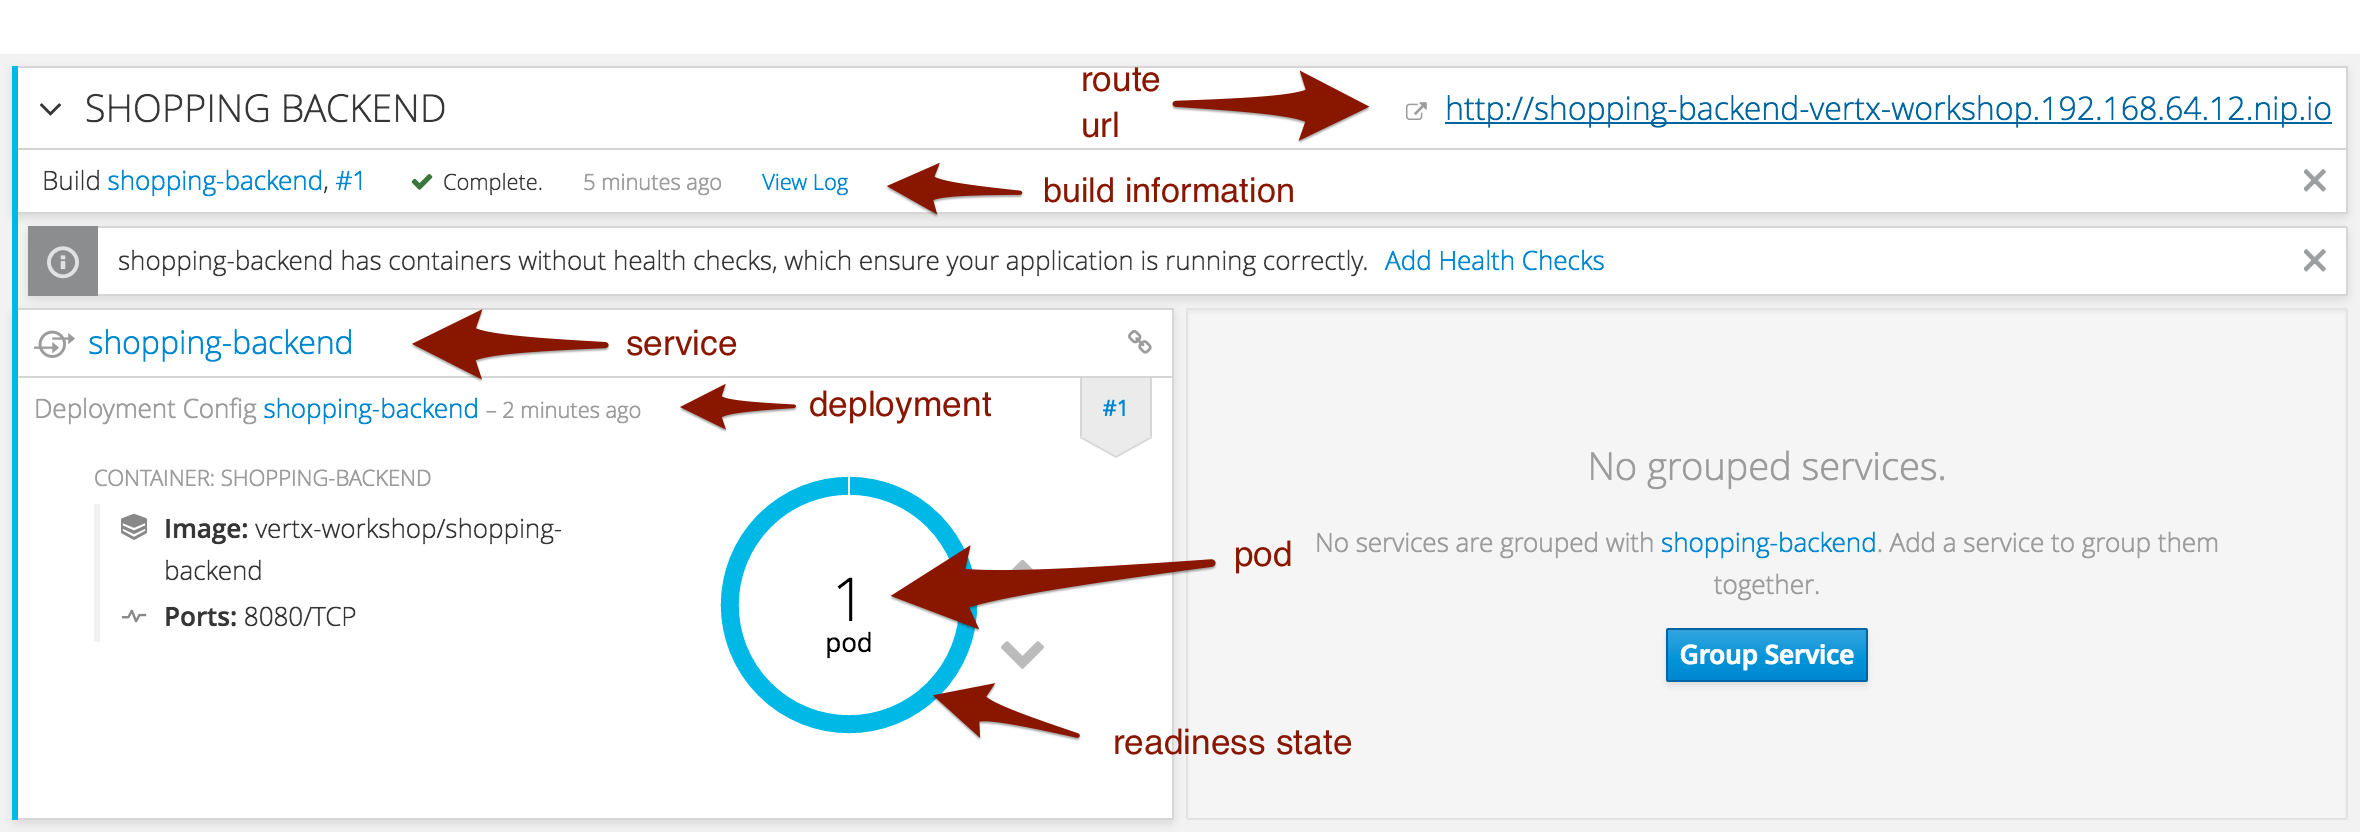 SHOPPING BACKEND
route
url
http://shopping-backend-vertx-workshop.192.168.64.12.nip.io
Build shopping-backend, #1 Complete. 5 minutes ago View Log
build information
shopping-backend has containers without health checks, which ensure your application is running correctly. Add Health Checks
shopping-backend
service
Deployment Config shopping-backend – 2 minutes ago
deployment
#1
CONTAINER: SHOPPING-BACKEND
Image: vertx-workshop/shopping-
backend
Ports: 8080/TCP
1
pod
pod
readiness state
No grouped services.
No services are grouped with shopping-backend. Add a service to group them
together.
Group Service